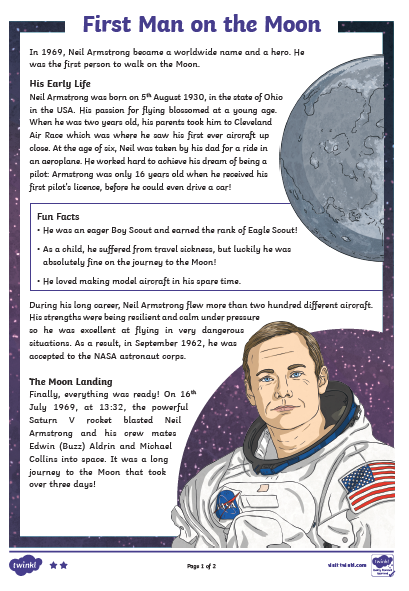 First Man on the Moon
In 1969, Neil Armstrong became a worldwide name and a hero. He
was the first person to walk on the Moon.
His Early Life
Neil Armstrong was born on 5th August 1930, in the state of Ohio
in the USA. His passion for flying blossomed at a young age.
When he was two years old, his parents took him to Cleveland
Air Race which was where he saw his first ever aircraft up
close. At the age of six, Neil was taken by his dad for a ride in
an aeroplane. He worked hard to achieve his dream of being a
pilot: Armstrong was only 16 years old when he received his
first pilot's licence, before he could even drive a car!
Fun Facts
• He was an eager Boy Scout and earned the rank of Eagle Scout!
• As a child, he suffered from travel sickness, but luckily he was
absolutely fine on the journey to the Moon!
• He loved making model aircraft in his spare time.
During his long career, Neil Armstrong flew more than two hundred different aircraft.
His strengths were being resilient and calm under pressure
so he was excellent at flying in very dangerous
situations. As a result, in September 1962, he was
accepted to the NASA astronaut corps.
The Moon Landing
Finally, everything was ready! On 16th
July 1969, at 13:32, the powerful
Saturn V rocket blasted Neil
Armstrong and his crew mates
Edwin (Buzz) Aldrin and Michael
Collins into space. It was a long
journey to the Moon that took
over three days!
NASA
twinkl
Page 1 of 2
visit twinkl.com
twinkl